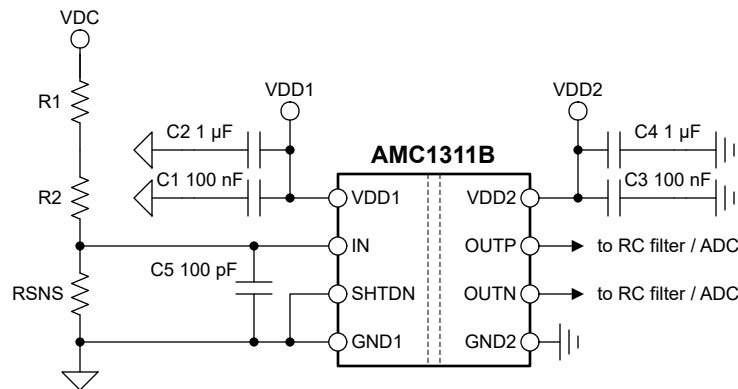 VDC
R1
VDD1
VDD2
C2 1 µF
C4 1 µF
AMC1311B
C1 100 nF
C3 100 nF
R2
VDD1
VDD2
IN
OUTP
to RC filter / ADC
C5 100 pF
RSNS
SHTDN
OUTN
to RC filter / ADC
GND1
GND2